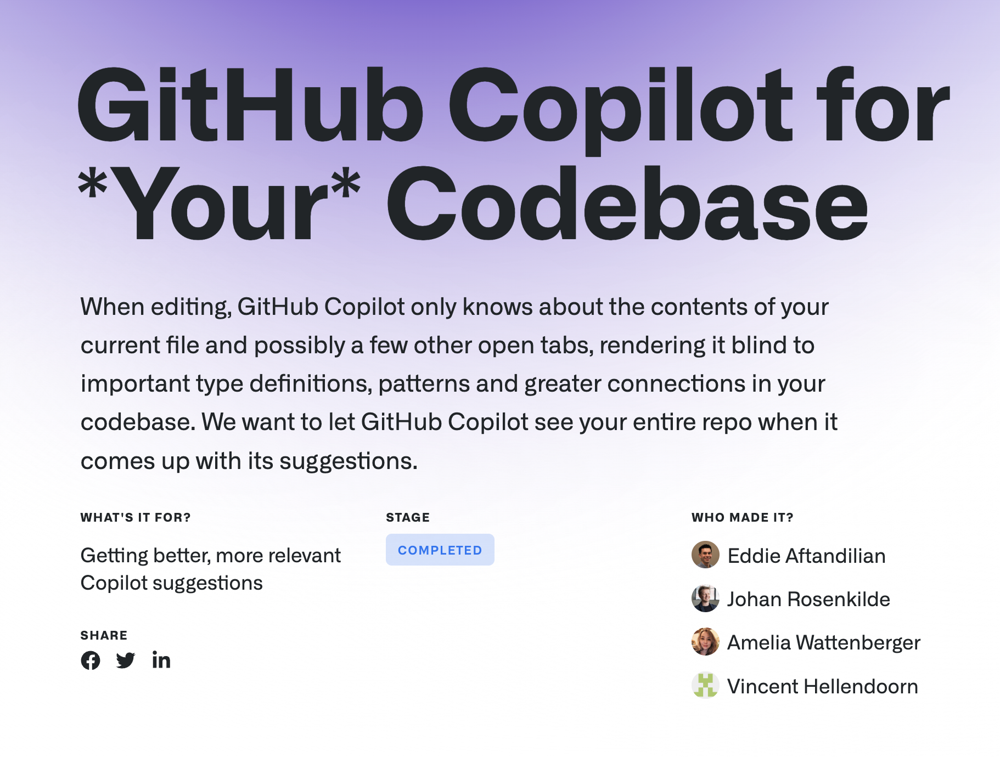 GitHub Copilot for
*Your* Codebase
When editing, GitHub Copilot only knows about the contents of your
current file and possibly a few other open tabs, rendering it blind to
important type definitions, patterns and greater connections in your
codebase. We want to let GitHub Copilot see your entire repo when it
comes up with its suggestions.
WHAT'S IT FOR?
Getting better, more relevant
Copilot suggestions
SHARE
STAGE
COMPLETED
WHO MADE IT?
Eddie Aftandilian
Johan Rosenkilde
Amelia Wattenberger
Vincent Hellendoorn